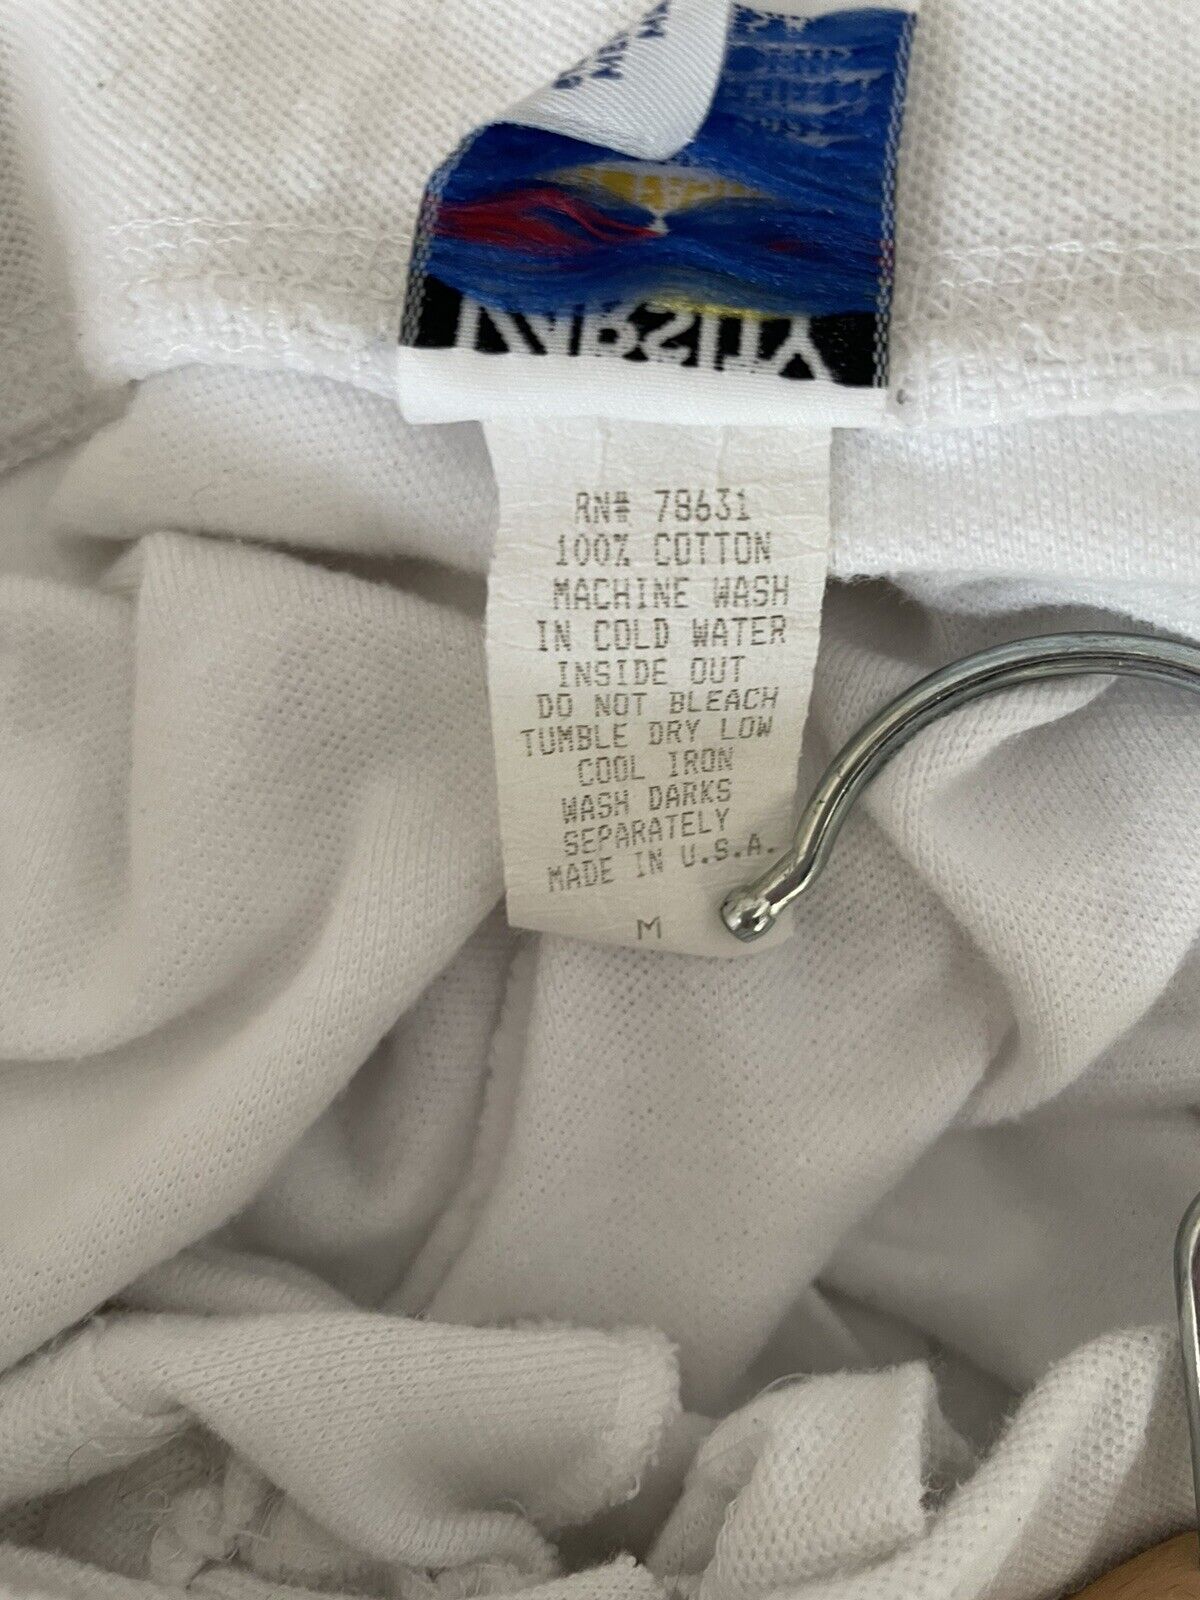 VARSITY
RN# 78631
100% COTTON
MACHINE WASH
IN COLD WATER
INSIDE OUT
DO NOT BLEACH
TUMBLE DRY LOW
COOL IRON
WASH DARKS
SEPARATELY
MADE IN U.S.A.
M